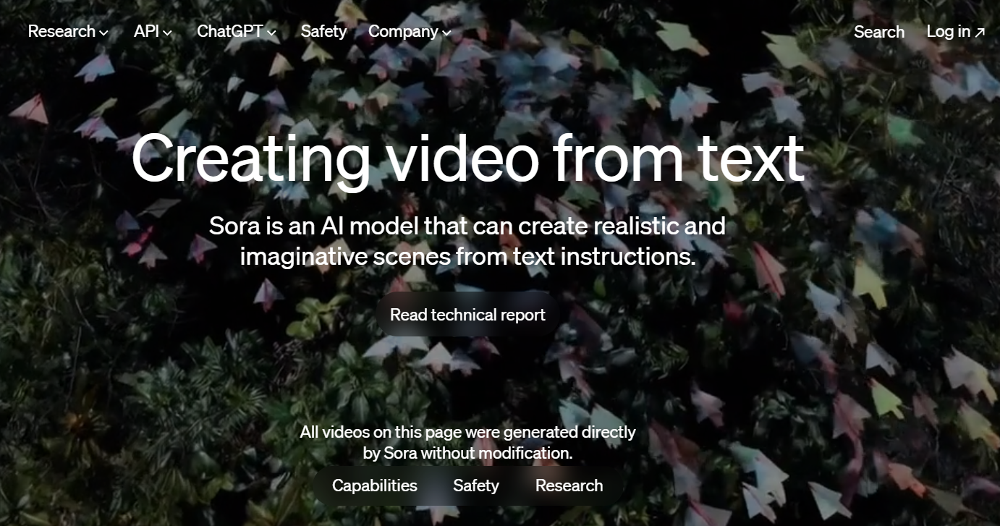 Research API ChatGPT Safety Company Search Log in ↗
Creating video from text
Sora is an AI model that can create realistic and
imaginative scenes from text instructions.
Read technical report
All videos on this page were generated directly
by Sora without modification.
Capabilities Safety Research